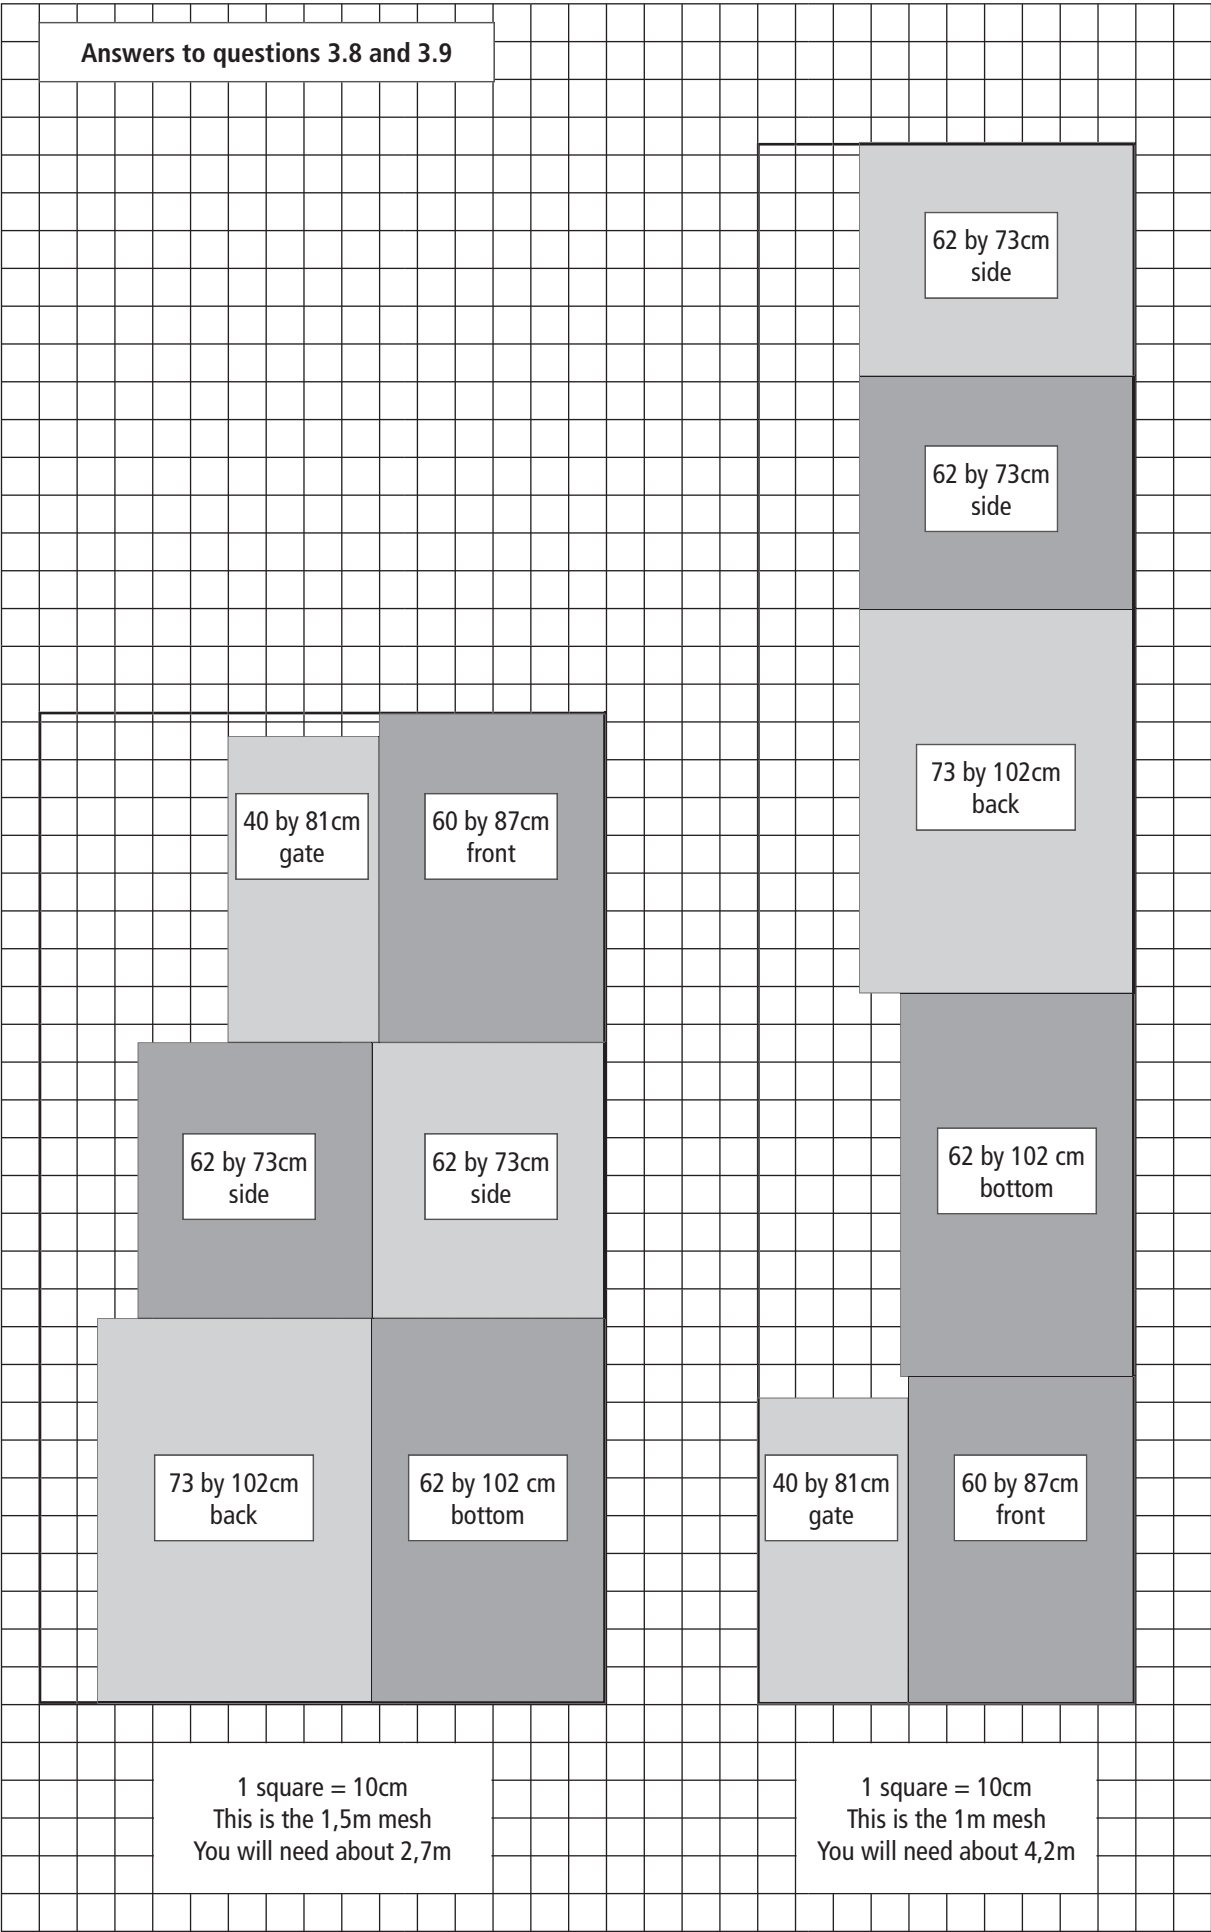 Answers to questions 3.8 and 3.9
62 by 73cm
side
62 by 73cm
side
73 by 102cm
back
40 by 81cm
gate
60 by 87cm
front
62 by 73cm
side
62 by 73cm
side
62 by 102 cm
bottom
73 by 102cm
back
62 by 102 cm
bottom
40 by 81cm
gate
60 by 87cm
front
1 square = 10cm
This is the 1,5m mesh
You will need about 2,7m
1 square = 10cm
This is the 1m mesh
You will need about 4,2m